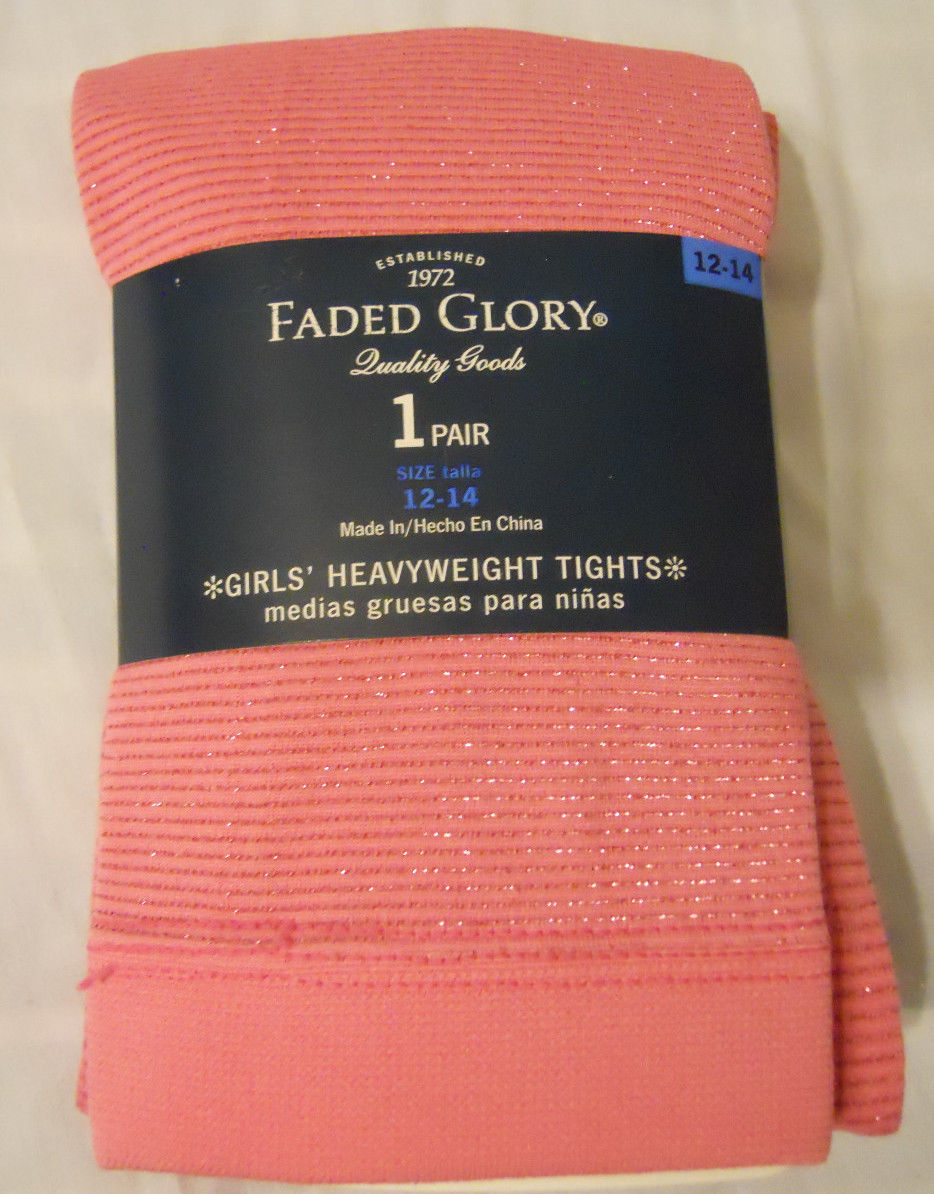 12-14
ESTABLISHED
1972
FADED GLORY®
Quality Goods
1 PAIR
SIZE talla
12-14
Made In/Hecho En China
*GIRLS' HEAVYWEIGHT TIGHTS*
medias gruesas para niñas